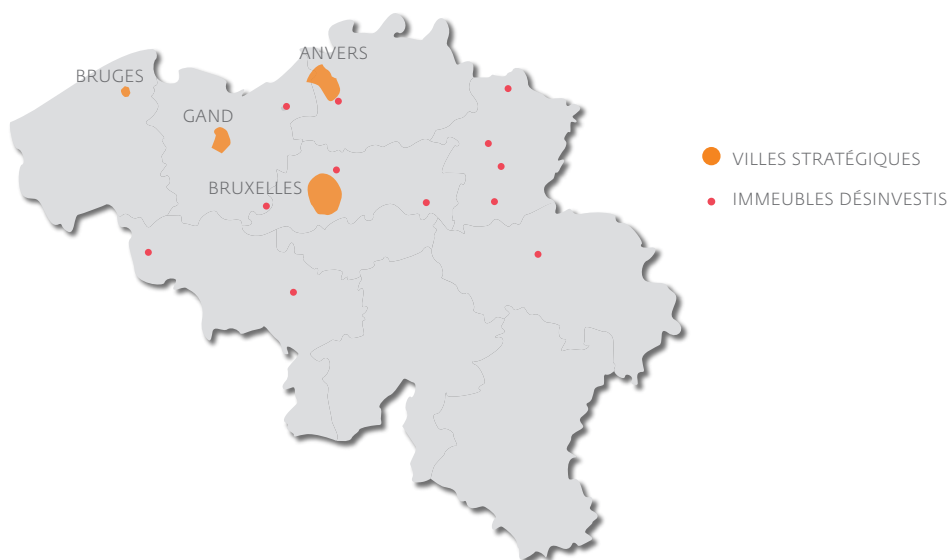 ANVERS
BRUGES
GAND
BRUXELLES
VILLES STRATÉGIQUES
IMMEUBLES DÉSINVESTIS